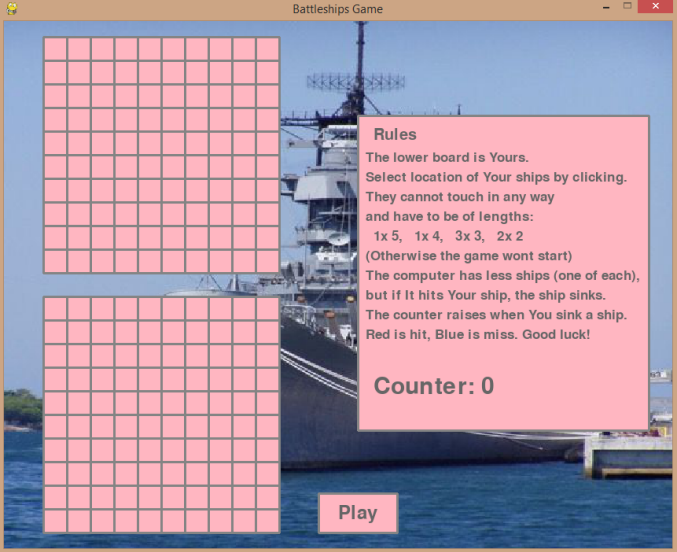 Battleships Game
Rules
The lower board is Yours.
Select location of Your ships by clicking.
They cannot touch in any way
and have to be of lengths:
1x 5, 1x 4, 3x 3, 2x 2
(Otherwise the game wont start)
The computer has less ships (one of each),
but if It hits Your ship, the ship sinks.
The counter raises when You sink a ship.
Red is hit, Blue is miss. Good luck!
Counter: 0
Play